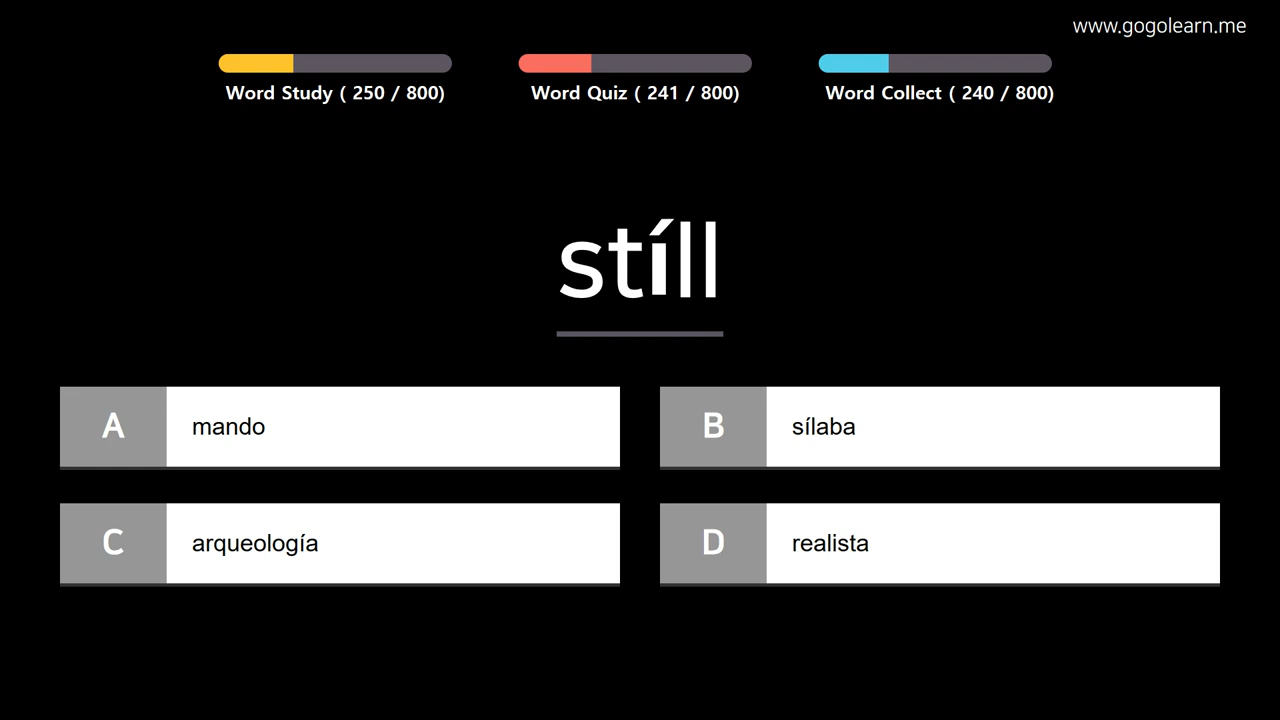 www.gogolearn.me
Word Study ( 250 / 800)
Word Quiz ( 241 / 800)
Word Collect ( 240 / 800)
stíll
A mando
B sílaba
C arqueología
D realista